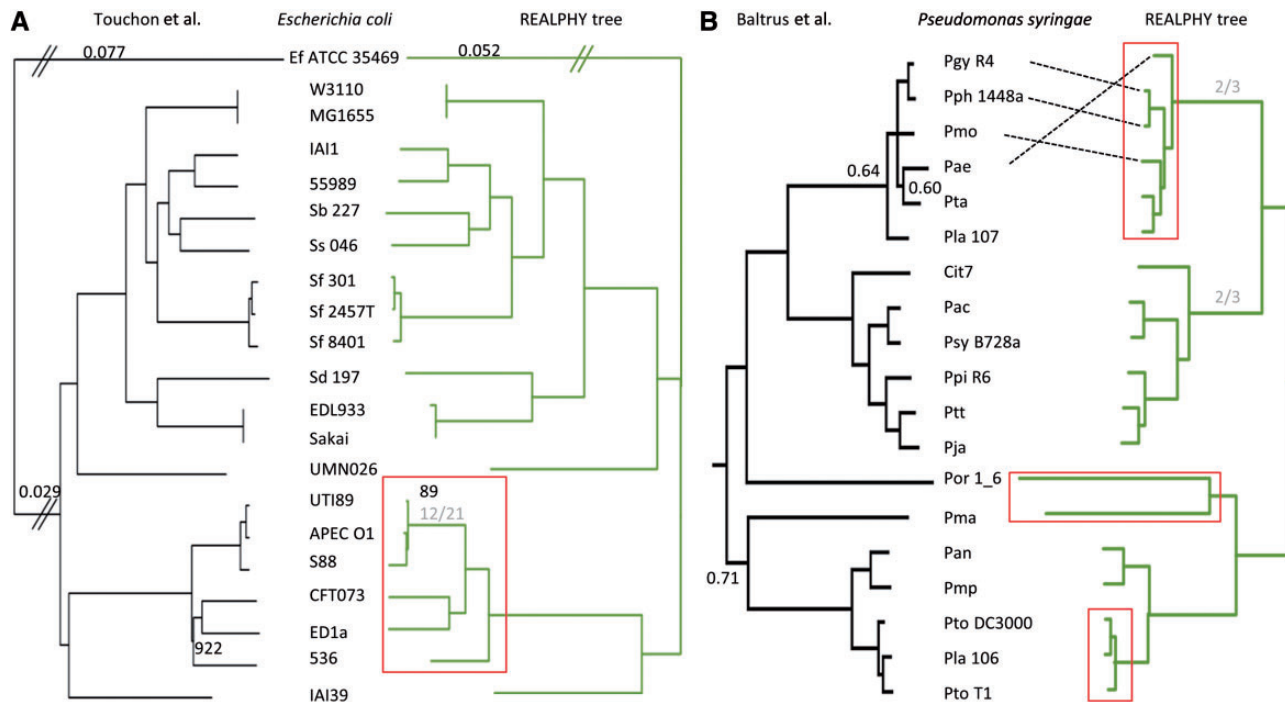 A
Touchon et al.
Escherichia coli
REALPHY tree
0.077
Ef ATCC 35469
0.052
W3110
MG1655
IAI1
55989
Sb 227
Ss 046
Sf 301
Sf 2457T
Sf 8401
Sd 197
EDL933
Sakai
UMN026
0.029
UTI89
89
12/21
APEC O1
S88
CFT073
ED1a
922
536
IAI39
B
Baltrus et al.
Pseudomonas syringae
REALPHY tree
Pgy R4
2/3
Pph 1448a
Pmo
0.64
Pae
0.60
Pta
Pla 107
Cit7
2/3
Pac
Psy B728a
Ppi R6
Ptt
Pja
Por 1_6
Pma
0.71
Pan
Pmp
Pto DC3000
Pla 106
Pto T1